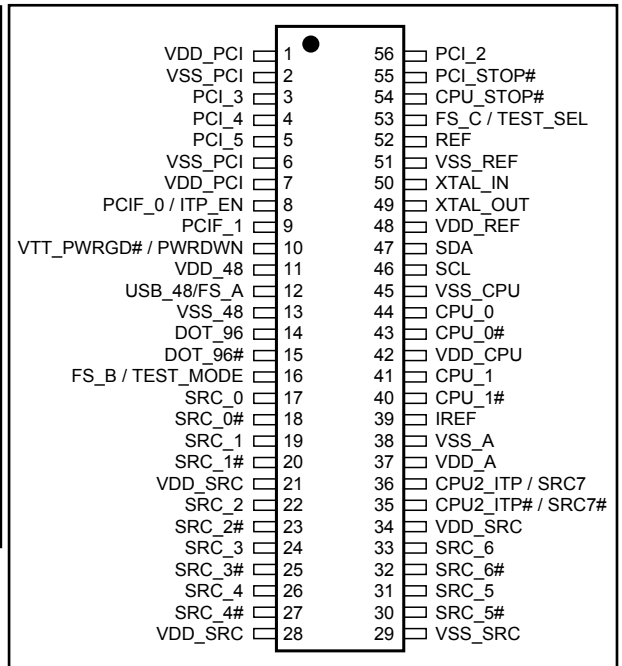 VDD_PCI 1 56 PCI_2
VSS_PCI 2 55 PCI_STOP#
PCI_3 3 54 CPU_STOP#
PCI_4 4 53 FS_C / TEST_SEL
PCI_5 5 52 REF
VSS_PCI 6 51 VSS_REF
VDD_PCI 7 50 XTAL_IN
PCIF_0 / ITP_EN 8 49 XTAL_OUT
PCIF_1 9 48 VDD_REF
VTT_PWRGD# / PWRDWN 10 47 SDA
VDD_48 11 46 SCL
USB_48/FS_A 12 45 VSS_CPU
VSS_48 13 44 CPU_0
DOT_96 14 43 CPU_0#
DOT_96# 15 42 VDD_CPU
FS_B / TEST_MODE 16 41 CPU_1
SRC_0 17 40 CPU_1#
SRC_0# 18 39 IREF
SRC_1 19 38 VSS_A
SRC_1# 20 37 VDD_A
VDD_SRC 21 36 CPU2_ITP / SRC7
SRC_2 22 35 CPU2_ITP# / SRC7#
SRC_2# 23 34 VDD_SRC
SRC_3 24 33 SRC_6
SRC_3# 25 32 SRC_6#
SRC_4 26 31 SRC_5
SRC_4# 27 30 SRC_5#
VDD_SRC 28 29 VSS_SRC